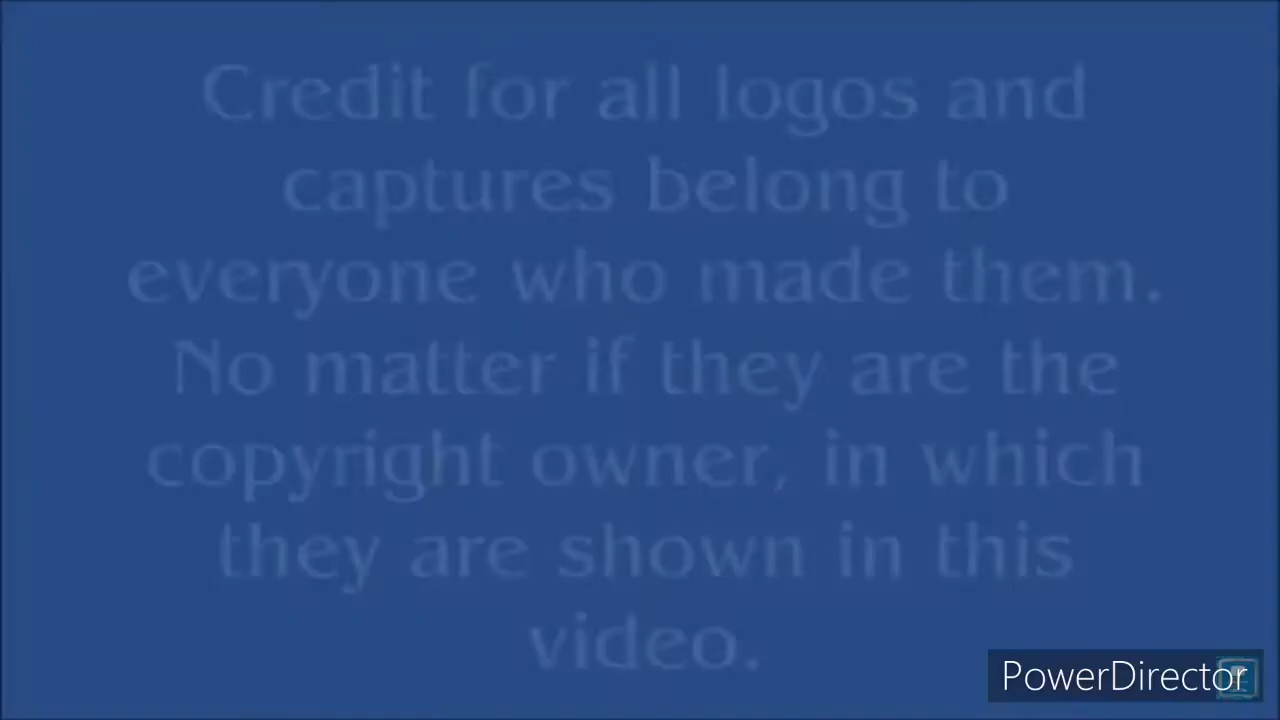 Credit for all logos and
captures belong to
everyone who made them.
No matter if they are the
copyright owner, in which
they are shown in this
video.
PowerDirector